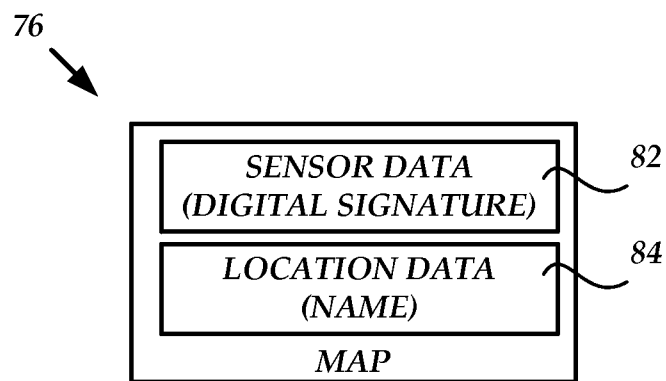 76
SENSOR DATA
(DIGITAL SIGNATURE)
82
LOCATION DATA
(NAME)
84
MAP